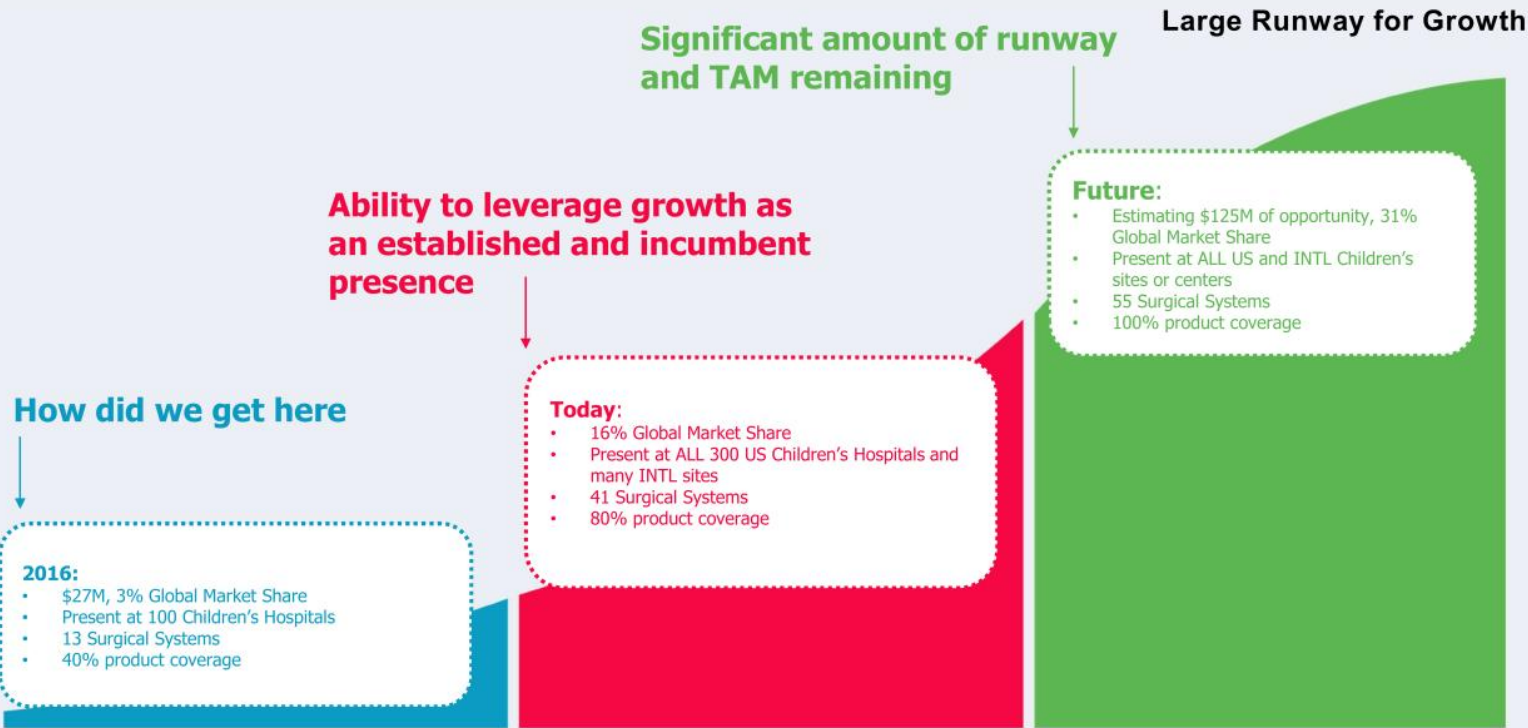 Large Runway for Growth
Significant amount of runway
and TAM remaining
Future:
• Estimating $125M of opportunity, 31%
Global Market Share
• Present at ALL US and INTL Children's
sites or centers
• 55 Surgical Systems
• 100% product coverage
Ability to leverage growth as
an established and incumbent
presence
Today:
• 16% Global Market Share
• Present at ALL 300 US Children's Hospitals and
many INTL sites
• 41 Surgical Systems
• 80% product coverage
How did we get here
2016:
• $27M, 3% Global Market Share
• Present at 100 Children's Hospitals
• 13 Surgical Systems
• 40% product coverage